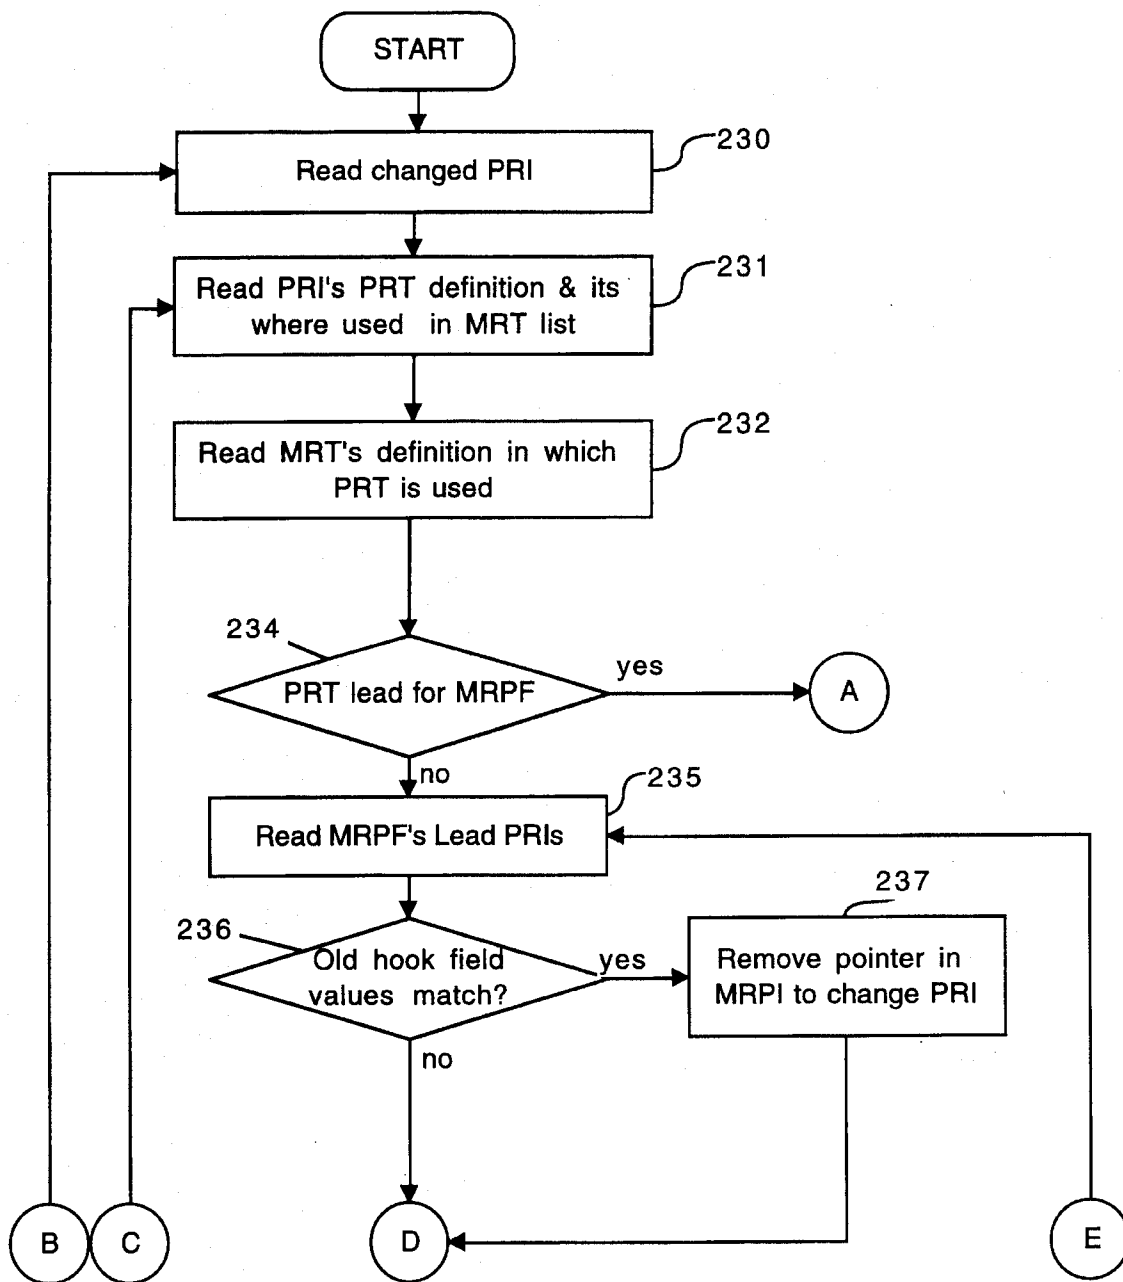 START
230
Read changed PRI
231
Read PRI's PRT definition & its
where used in MRT list
232
Read MRT's definition in which
PRT is used
234
PRT lead for MRPF
yes
A
no
235
Read MRPF's Lead PRIs
237
236
Old hook field
values match?
yes
Remove pointer in
MRPI to change PRI
no
B
C
D
E